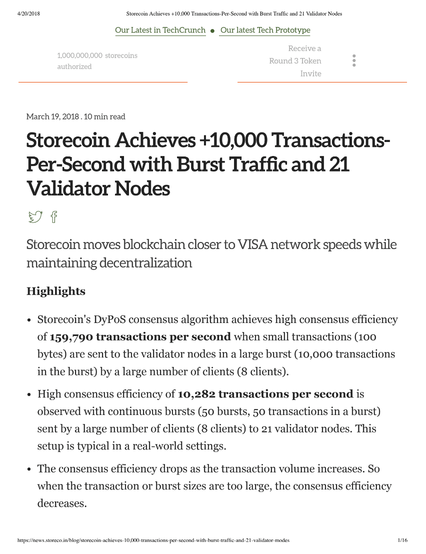 4/20/2018 Storecoin Achieves +10,000 Transactions-Per-Second with Burst Traffic and 21 Validator Nodes
Our Latest in TechCrunch ● Our latest Tech Prototype
1,000,000,000 storecoins
authorized
Receive a
Round 3 Token
Invite
March 19, 2018 . 10 min read
Storecoin Achieves +10,000 Transactions-
Per-Second with Burst Traffic and 21
Validator Nodes
Storecoin moves blockchain closer to VISA network speeds while
maintaining decentralization
Highlights
• Storecoin's DyPoS consensus algorithm achieves high consensus efficiency
of 159,790 transactions per second when small transactions (100
bytes) are sent to the validator nodes in a large burst (10,000 transactions
in the burst) by a large number of clients (8 clients).
• High consensus efficiency of 10,282 transactions per second is
observed with continuous bursts (50 bursts, 50 transactions in a burst)
sent by a large number of clients (8 clients) to 21 validator nodes. This
setup is typical in a real-world settings.
• The consensus efficiency drops as the transaction volume increases. So
when the transaction or burst sizes are too large, the consensus efficiency
decreases.
https://news.storeco.in/blog/storecoin-achieves-10,000-transactions-per-second-with-burst-traffic-and-21-validator-modes 1/16